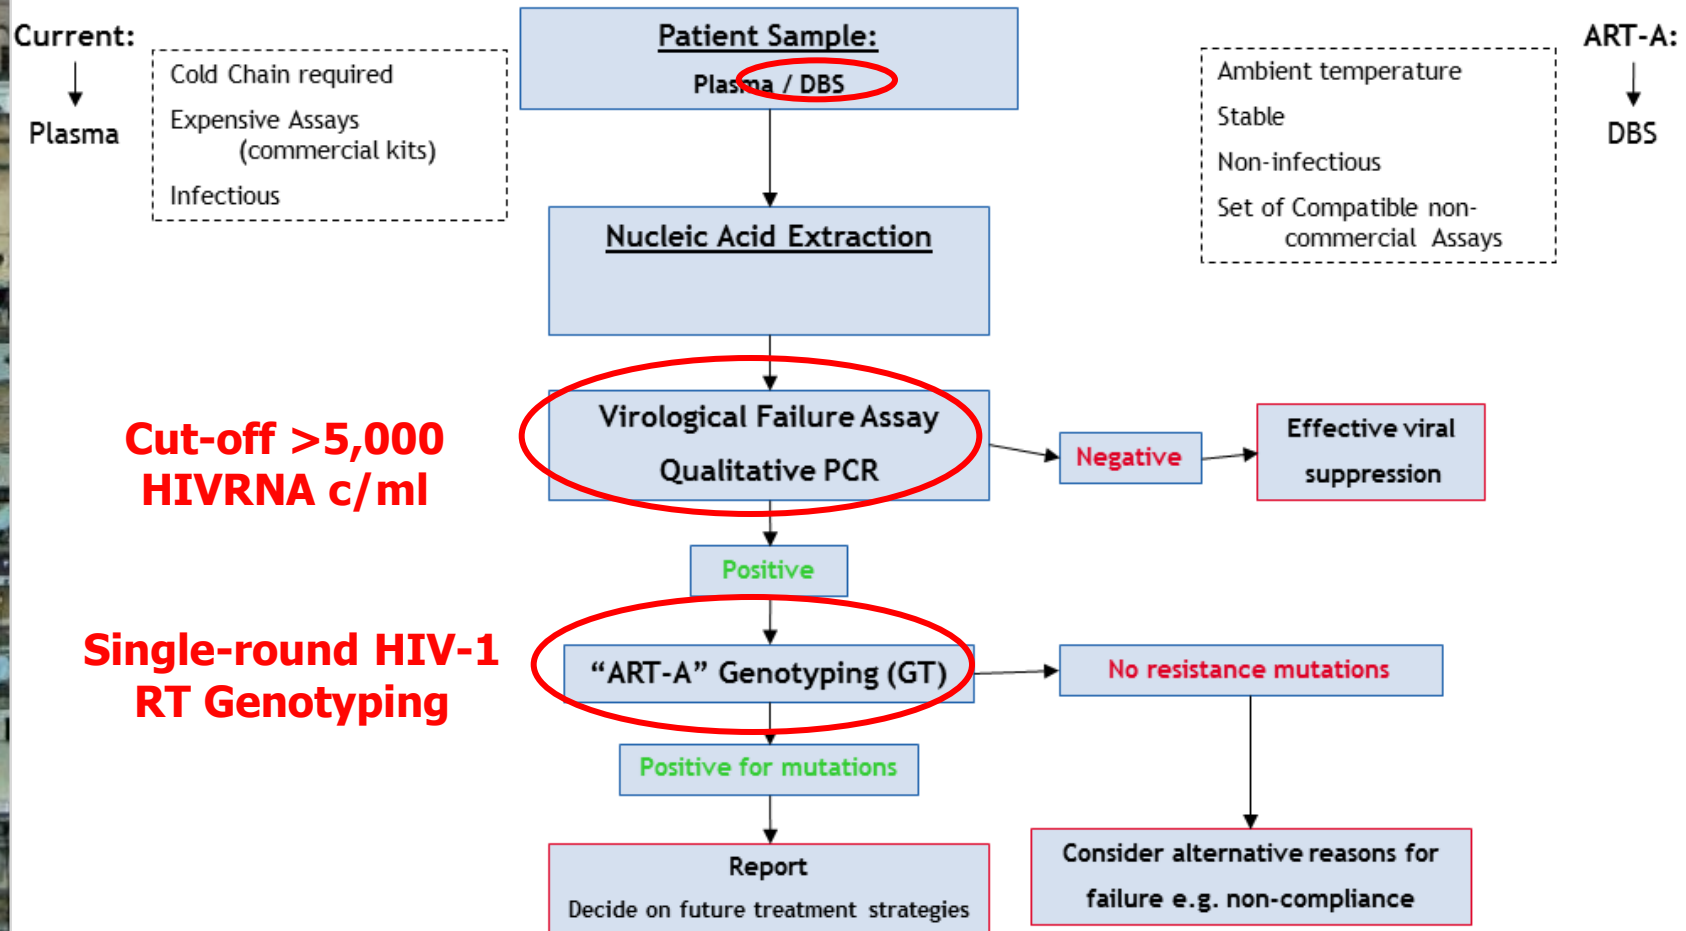 Current:
Plasma
Cold Chain required
Expensive Assays
(commercial kits)
Infectious
Patient Sample:
Plasma / DBS
ART-A:
DBS
Ambient temperature
Stable
Non-infectious
Set of Compatible non-
commercial Assays
Nucleic Acid Extraction
Cut-off >5,000
HIVRNA c/ml
Virological Failure Assay
Qualitative PCR
Negative
Effective viral
suppression
Positive
Single-round HIV-1
RT Genotyping
“ART-A” Genotyping (GT)
No resistance mutations
Positive for mutations
Report
Decide on future treatment strategies
Consider alternative reasons for
failure e.g. non-compliance